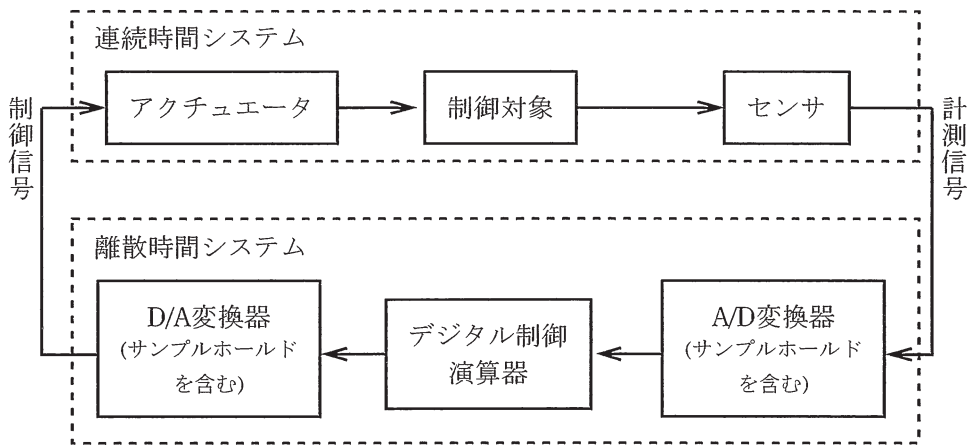 連続時間システム
アクチュエータ
制御対象
センサ
制御信号
計測信号
離散時間システム
D/A変換器
(サンプルホールド
を含む)
デジタル制御
演算器
A/D変換器
(サンプルホールド
を含む)